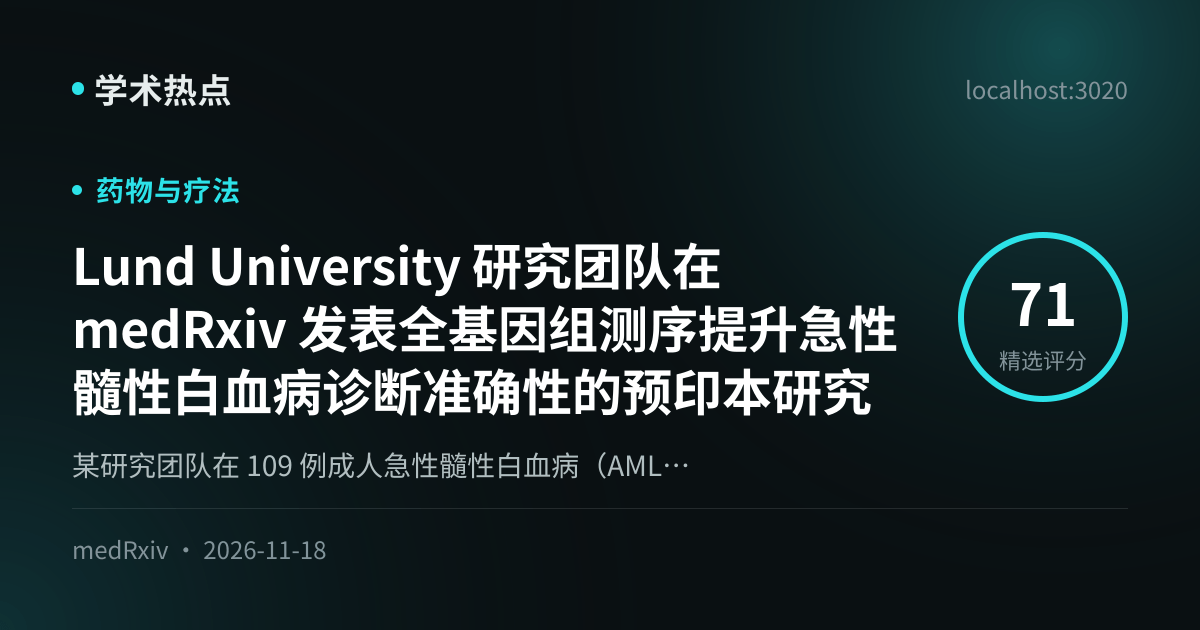 学术热点
localhost:3020
药物与疗法
Lund University 研究团队在
medRxiv 发表全基因组测序提升急性
髓性白血病诊断准确性的预印本研究
71
精选评分
某研究团队在 109 例成人急性髓性白血病（AML…
medRxiv · 2026-11-18